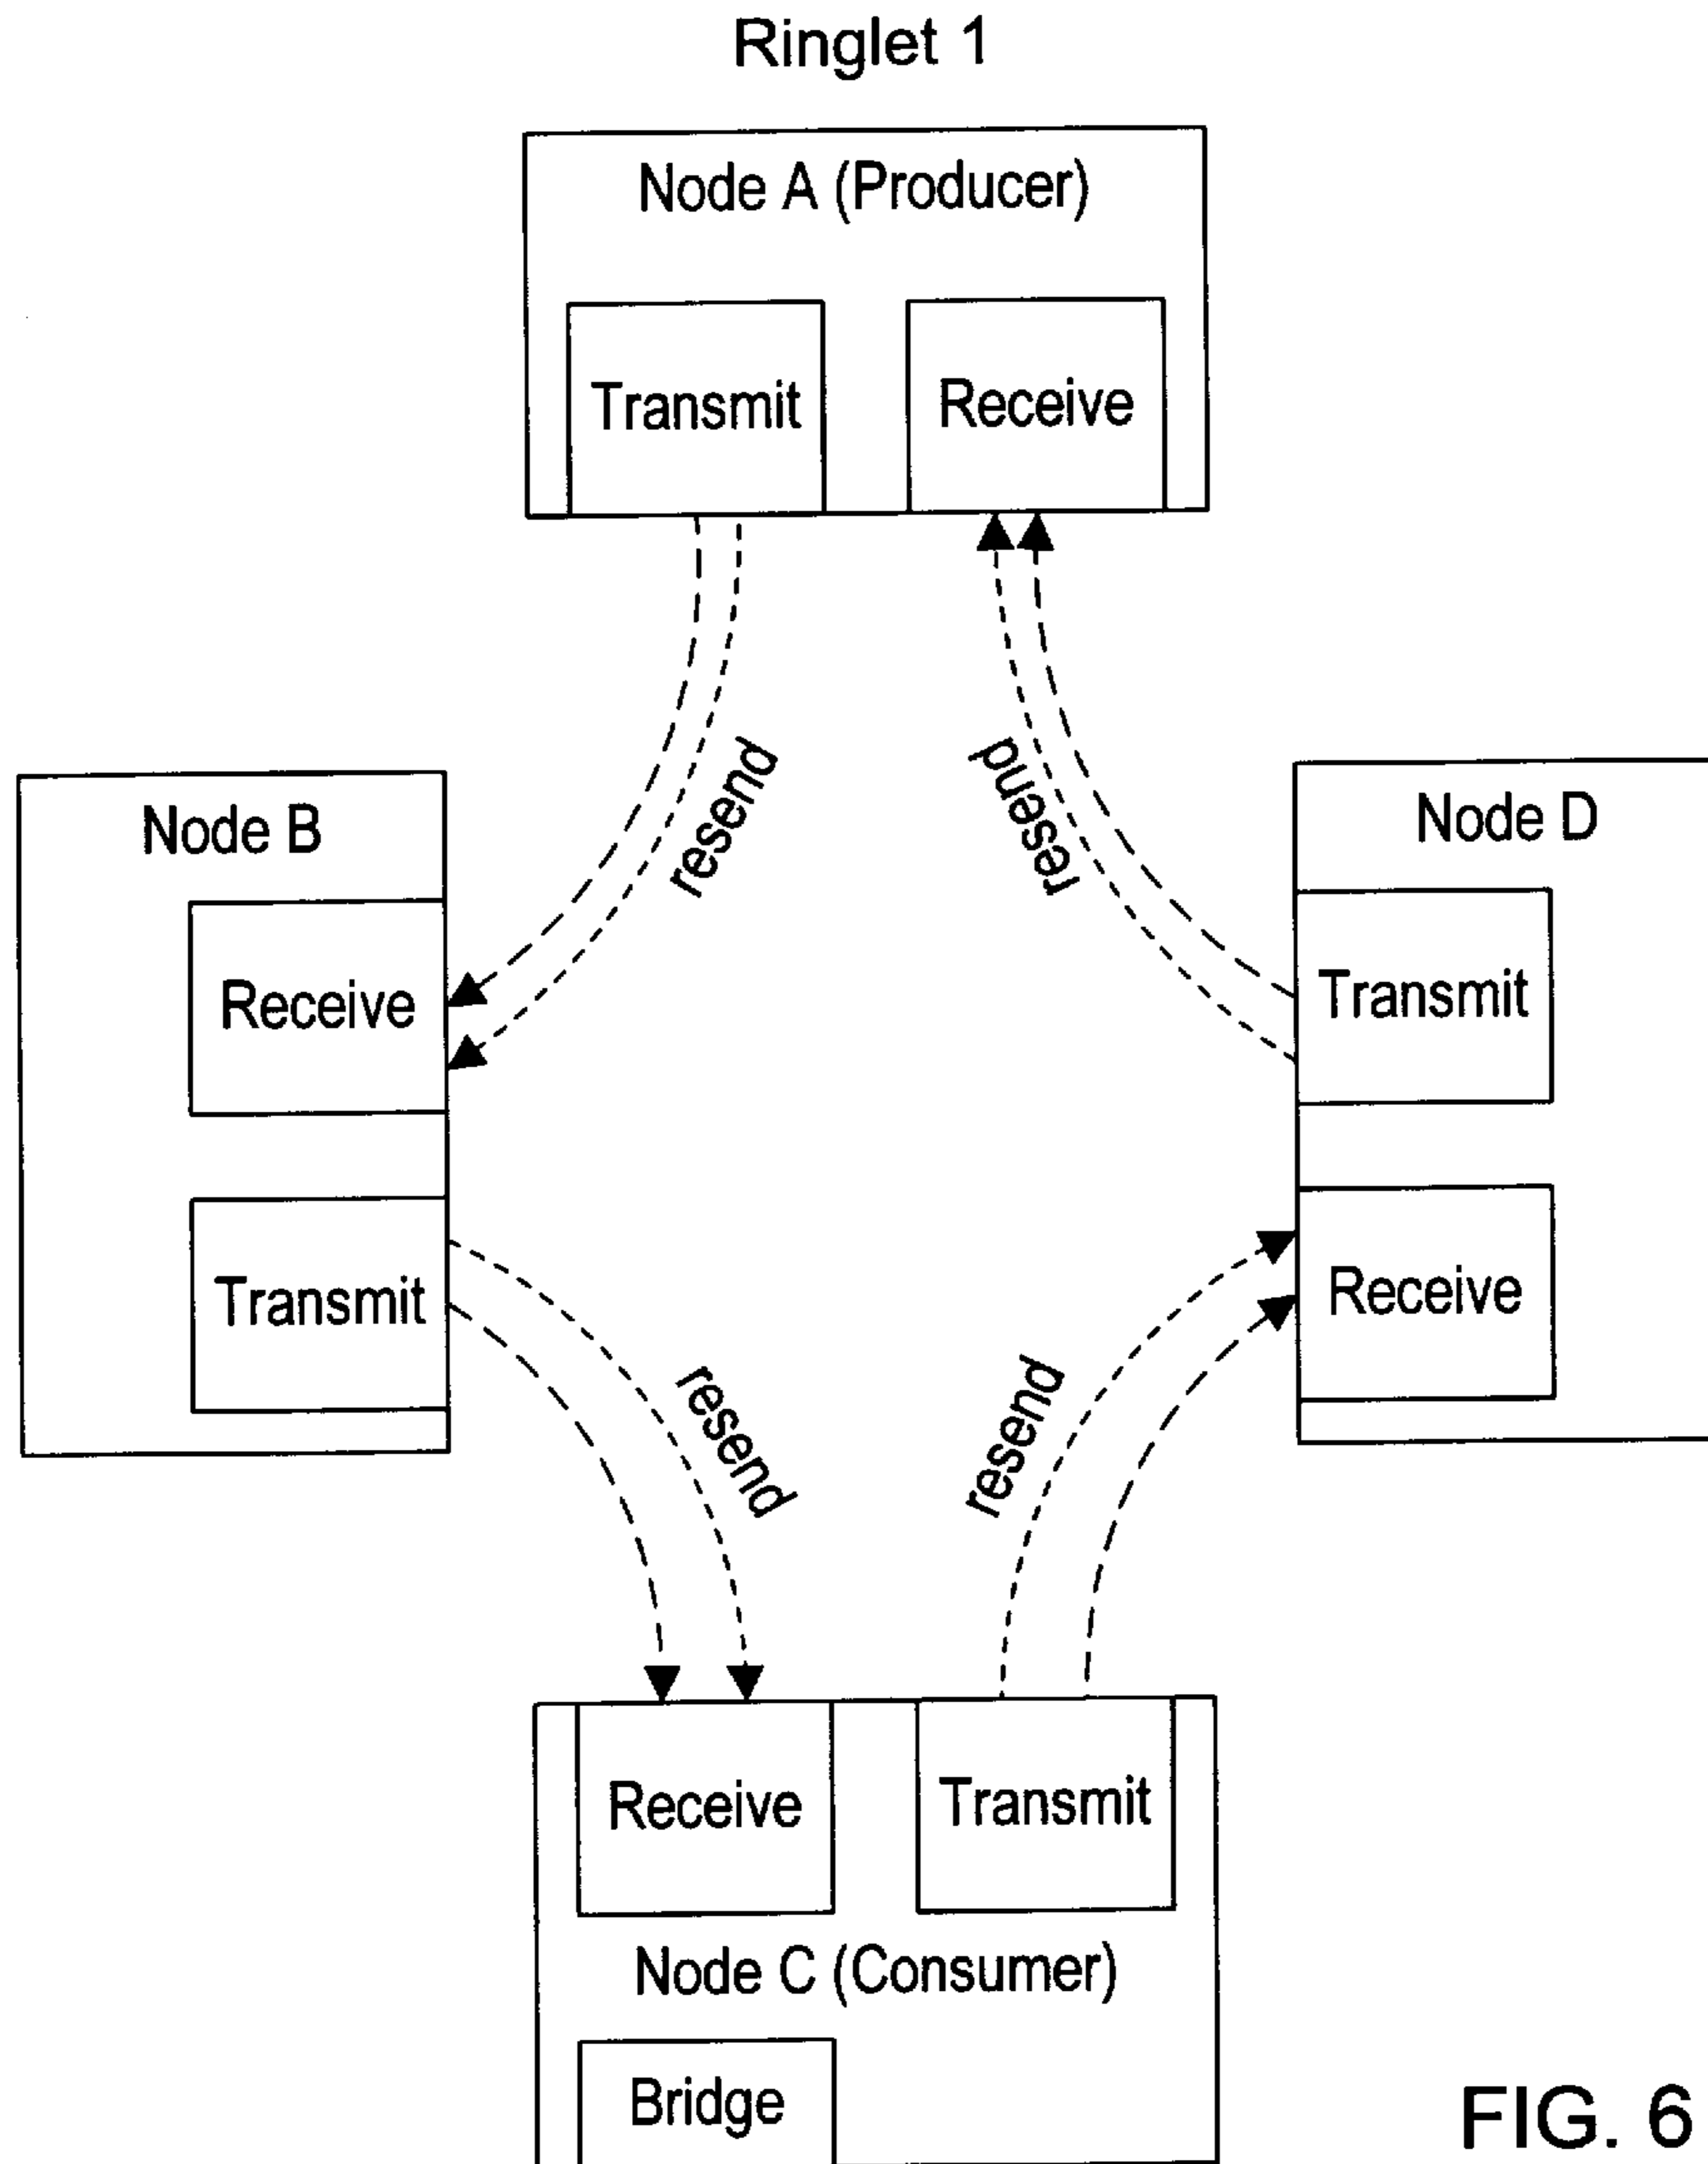 Ringlet 1
Node A (Producer)
Transmit
Receive
resend
resend
Node B
Node D
Receive
Transmit
Transmit
Receive
resend
resend
Receive
Transmit
Node C (Consumer)
Bridge
FIG. 6